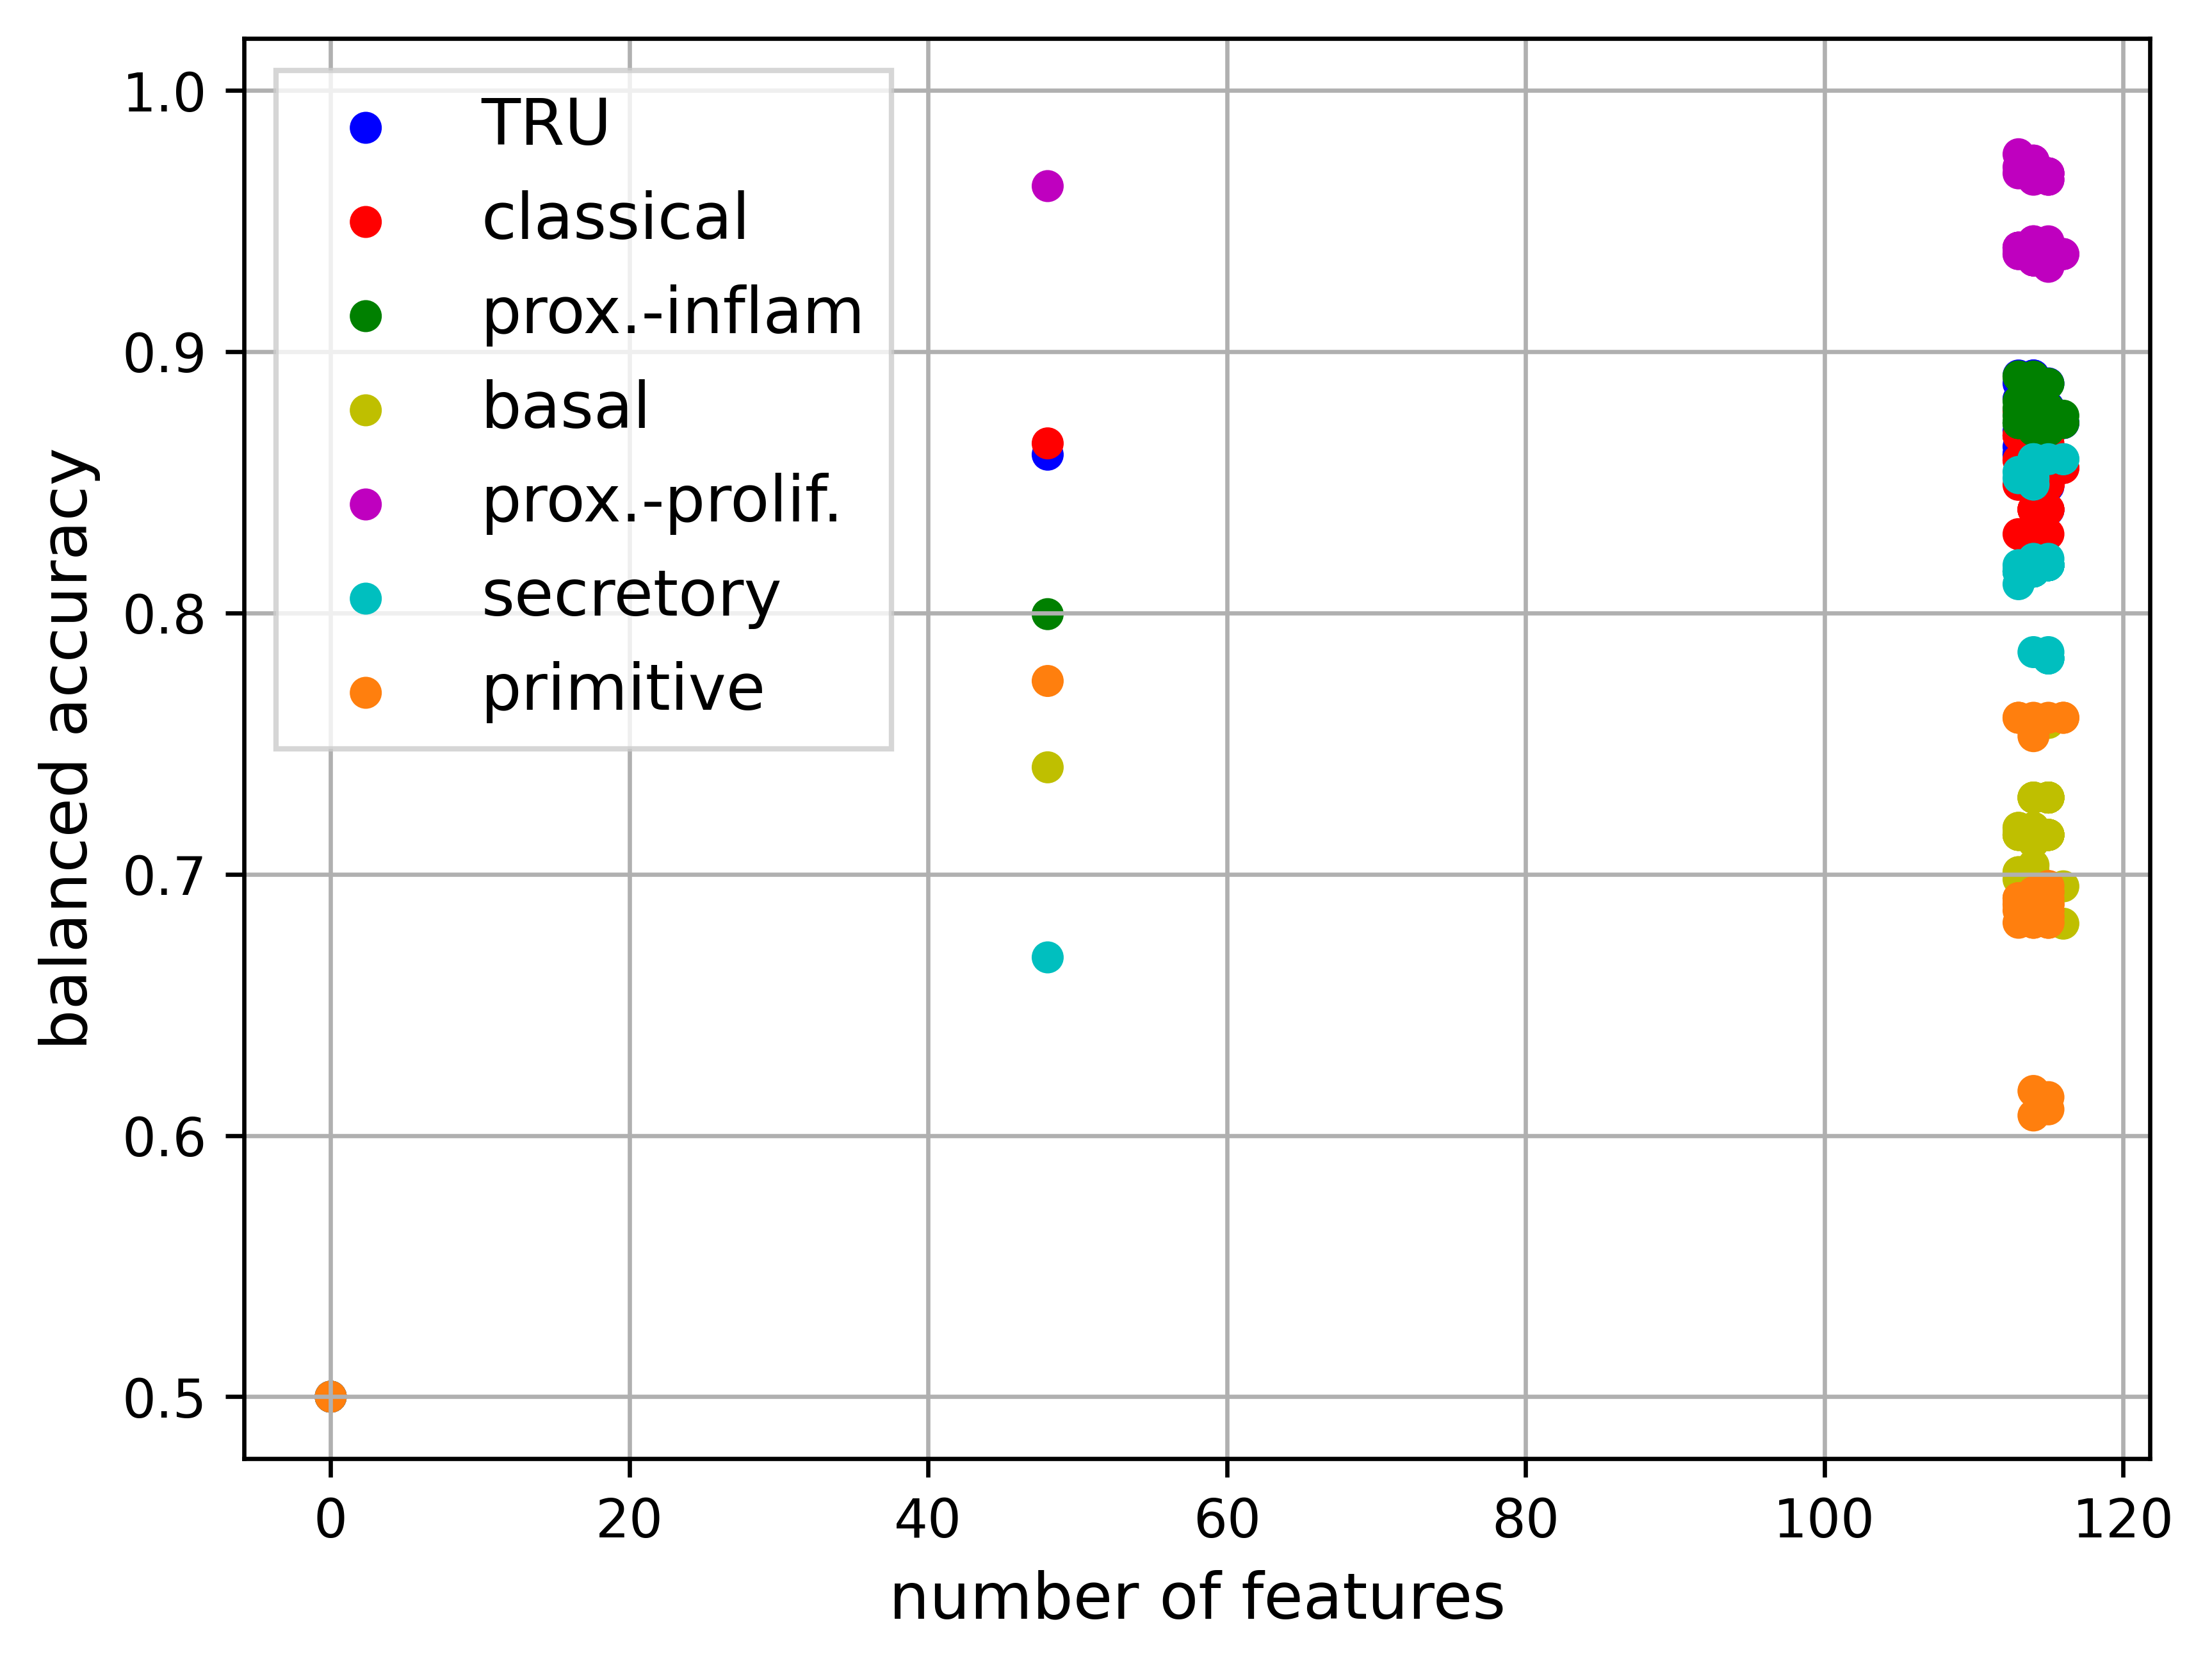 1.0
0.9
0.8
0.7
0.6
0.5
balanced accuracy
TRU
classical
prox.-inflam
basal
prox.-prolif.
secretory
primitive
0 20 40 60 80 100 120
number of features